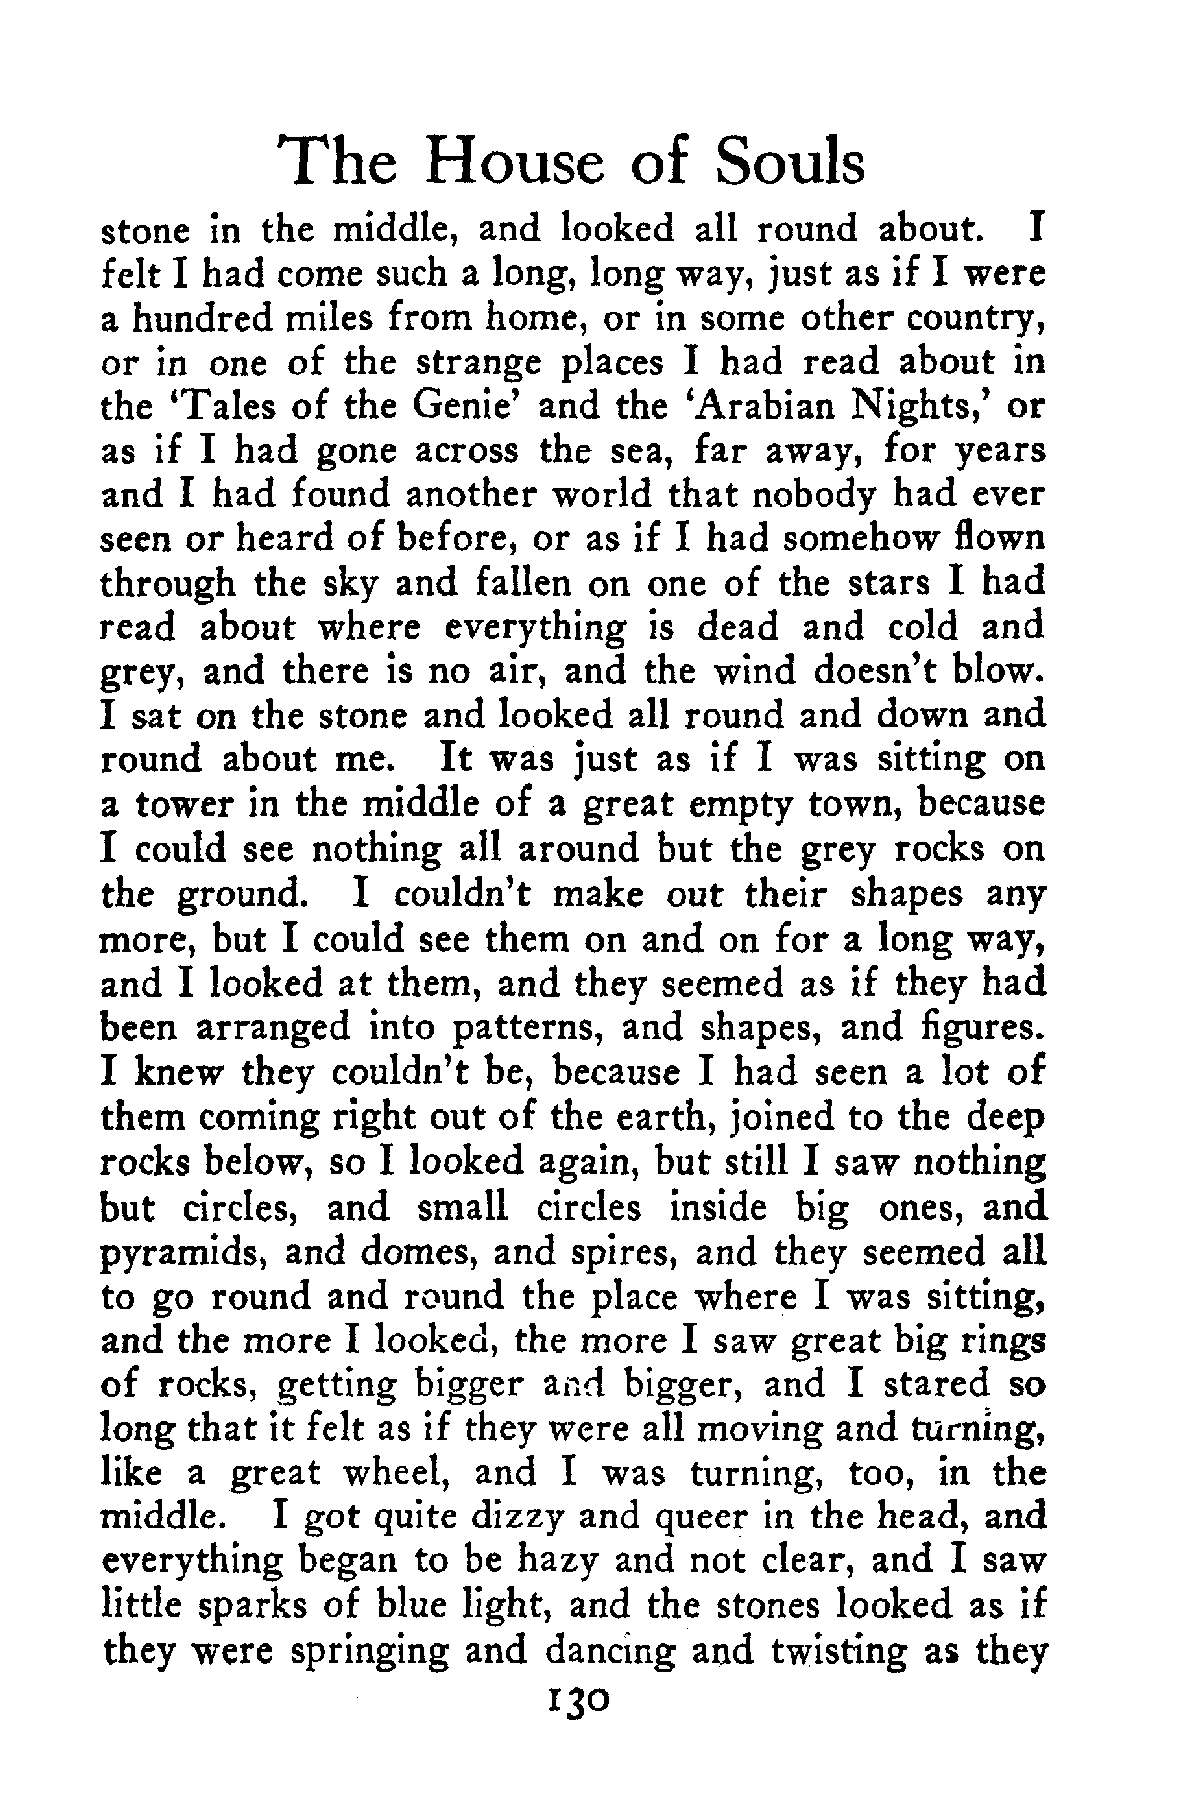 The House of Souls
stone in the middle, and looked all round about. I
felt I had come such a long, long way, just as if I were
a hundred miles from home, or in some other country,
or in one of the strange places I had read about in
the ‘Tales of the Genie’ and the ‘Arabian Nights,’ or
as if I had gone across the sea, far away, for years
and I had found another world that nobody had ever
seen or heard of before, or as if I had somehow flown
through the sky and fallen on one of the stars I had
read about where everything is dead and cold and
grey, and there is no air, and the wind doesn’t blow.
I sat on the stone and looked all round and down and
round about me. It was just as if I was sitting on
a tower in the middle of a great empty town, because
I could see nothing all around but the grey rocks on
the ground. I couldn’t make out their shapes any
more, but I could see them on and on for a long way,
and I looked at them, and they seemed as if they had
been arranged into patterns, and shapes, and figures.
I knew they couldn’t be, because I had seen a lot of
them coming right out of the earth, joined to the deep
rocks below, so I looked again, but still I saw nothing
but circles, and small circles inside big ones, and
pyramids, and domes, and spires, and they seemed all
to go round and round the place where I was sitting,
and the more I looked, the more I saw great big rings
of rocks, getting bigger and bigger, and I stared so
long that it felt as if they were all moving and turning,
like a great wheel, and I was turning, too, in the
middle. I got quite dizzy and queer in the head, and
everything began to be hazy and not clear, and I saw
little sparks of blue light, and the stones looked as if
they were springing and dancing and twisting as they
130